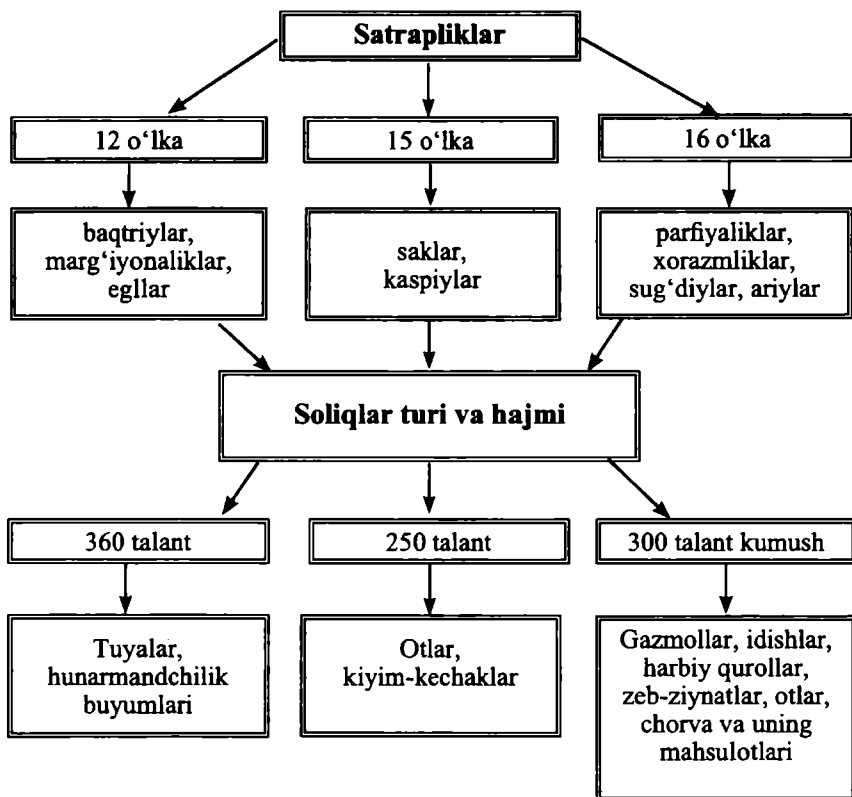 Satrapliklar
12 o‘lka
15 o‘lka
16 o‘lka
baqtriylar,
marg‘iyonaliklar,
egllar
saklar,
kaspiylar
parfiyaliklar,
xorazmliklar,
sug‘diylar, ariylar
Soliqlar turi va hajmi
360 talant
250 talant
300 talant kumush
Tuyalar,
hunarmandchilik
buyumlari
Otlar,
kiyim-kechaklar
Gazmollar, idishlar,
harbiy qurollar,
zeb-ziynatlar, otlar,
chorva va uning
mahsulotlari